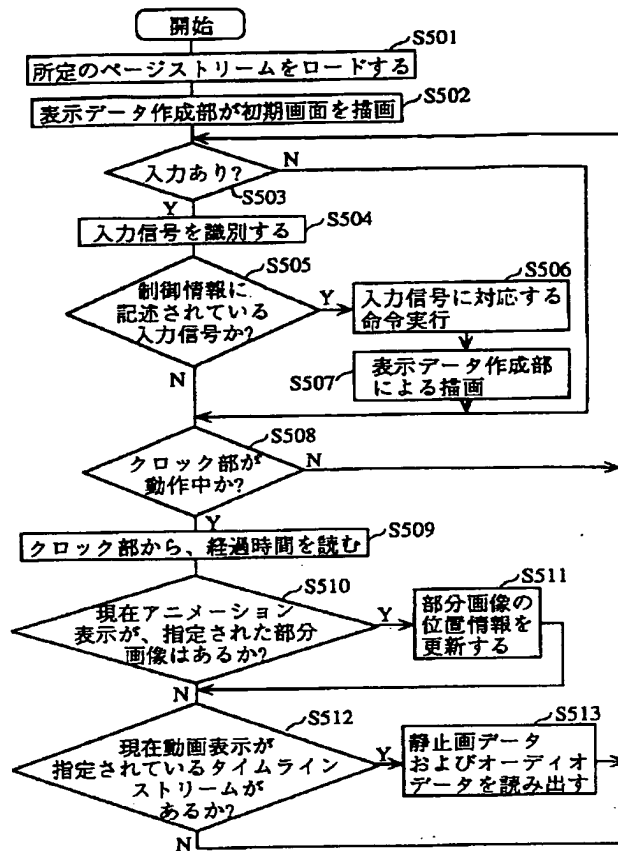 開始
S501
所定のページストリームをロードする
S502
表示データ作成部が初期画面を描画
入力あり?
N
S503
Y
S504
入力信号を識別する
S505
制御情報に
記述されている
入力信号か?
Y
N
S506
入力信号に対応する
命令実行
S507
表示データ作成部
による描画
S508
クロック部が
動作中か?
N
Y
S509
クロック部から、経過時間を読む
S510
現在アニメーション
表示が、指定された部分
画像はあるか?
Y
N
S511
部分画像の
位置情報を
更新する
S512
現在動画表示が
指定されているタイムライン
ストリームが
あるか?
Y
N
S513
静止画データ
およびオーディオ
データを読み出す